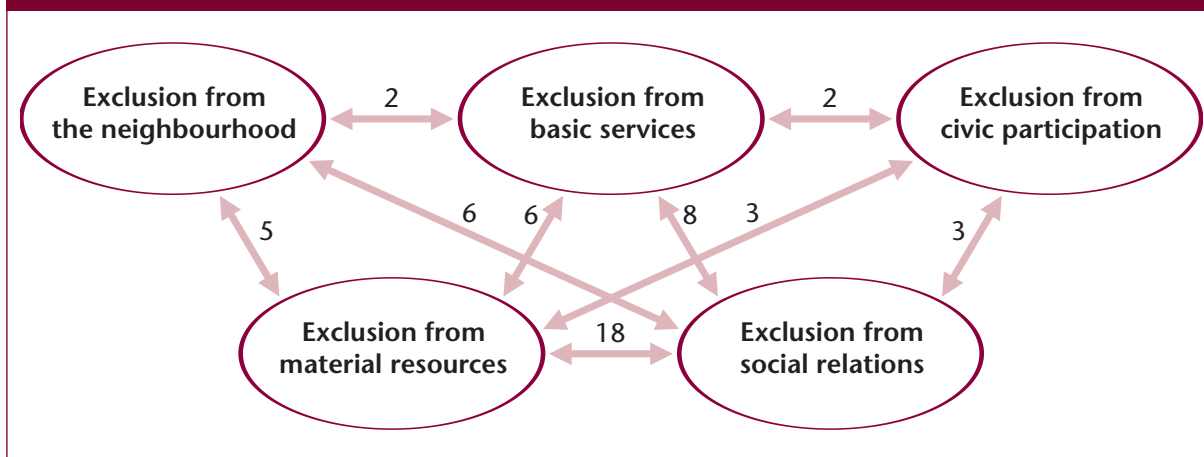 Exclusion from
the neighbourhood
2
Exclusion from
basic services
2
Exclusion from
civic participation
5
6
6
8
3
3
Exclusion from
material resources
18
Exclusion from
social relations